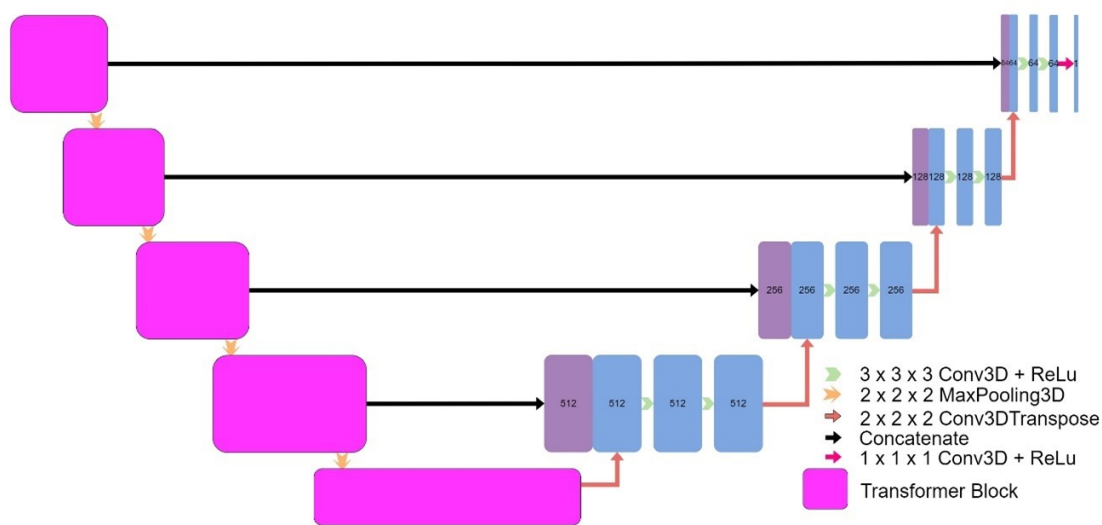 64 64 64 64 1
128 128 128 128
256 256 256 256
512 512 512 512
3 x 3 x 3 Conv3D + ReLu
2 x 2 x 2 MaxPooling3D
2 x 2 x 2 Conv3DTranspose
Concatenate
1 x 1 x 1 Conv3D + ReLu
Transformer Block